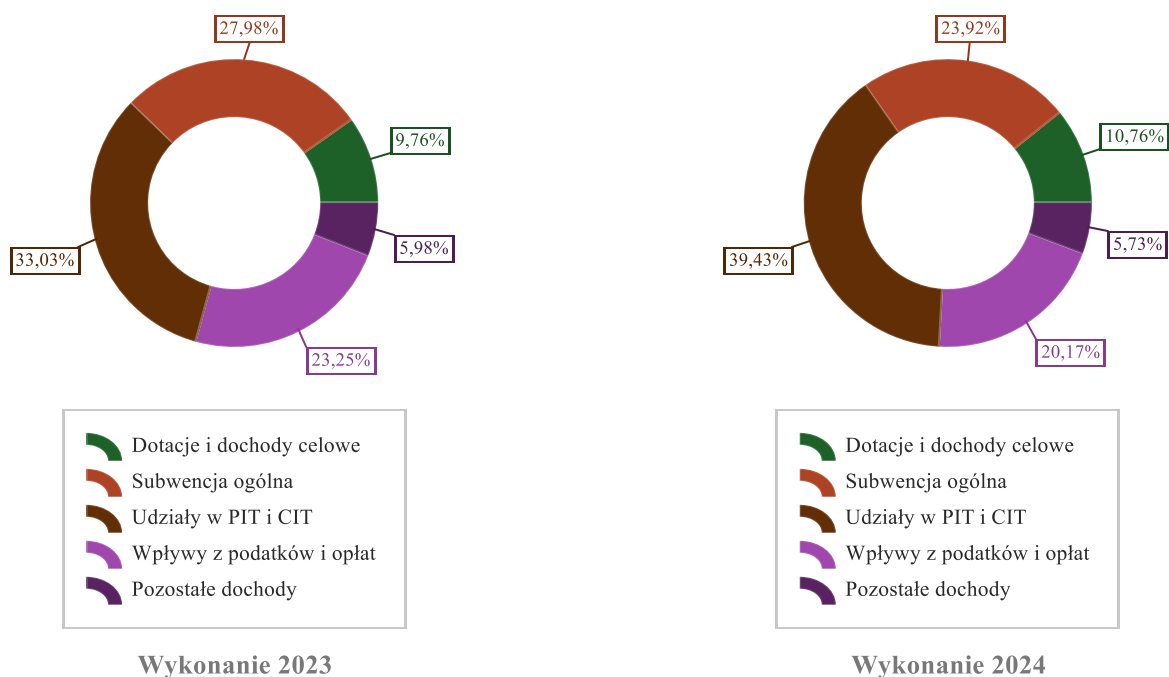 27,98%
9,76%
33,03%
5,98%
23,25%
Dotacje i dochody celowe
Subwencja ogólna
Udziały w PIT i CIT
Wpływy z podatków i opłat
Pozostałe dochody
Wykonanie 2023
23,92%
10,76%
39,43%
5,73%
20,17%
Dotacje i dochody celowe
Subwencja ogólna
Udziały w PIT i CIT
Wpływy z podatków i opłat
Pozostałe dochody
Wykonanie 2024